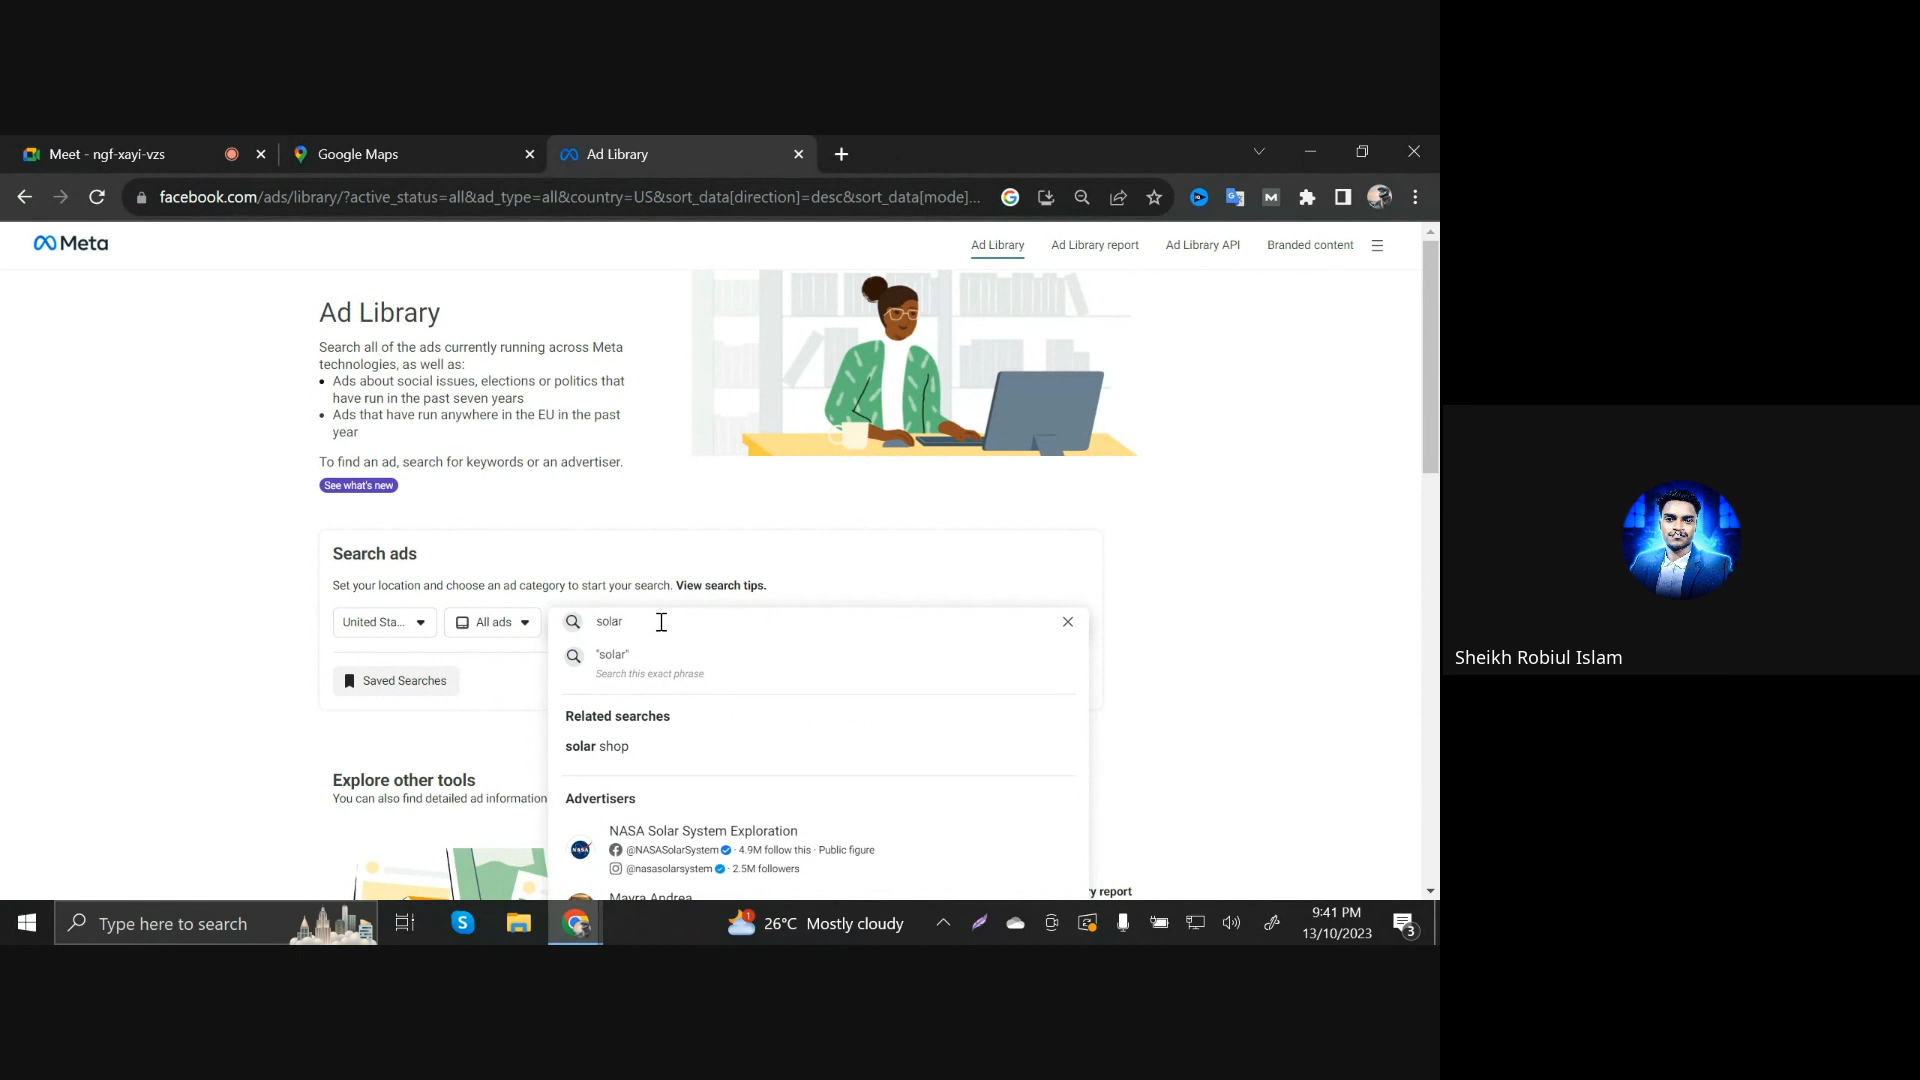 Meet - ngf-xayi-vzs
Google Maps
Ad Library
facebook.com/ads/library/?active_status=all&ad_type=all&country=US&sort_data[direction]=desc&sort_data[mode]...
Meta
Ad Library
Ad Library report
Ad Library API
Branded content
Ad Library
Search all of the ads currently running across Meta
technologies, as well as:
• Ads about social issues, elections or politics that
have run in the past seven years
• Ads that have run anywhere in the EU in the past
year
To find an ad, search for keywords or an advertiser.
See what's new
Search ads
Set your location and choose an ad category to start your search. View search tips.
United Sta...
All ads
solar
"solar"
Search this exact phrase
Saved Searches
Related searches
solar shop
Explore other tools
You can also find detailed ad information
Advertisers
NASA Solar System Exploration
@NASASolarSystem · 4.9M follow this · Public figure
@nasasolarsystem · 2.5M followers
Mayra Andrea
y report
Sheikh Robiul Islam
Type here to search
26°C Mostly cloudy
9:41 PM
13/10/2023
3